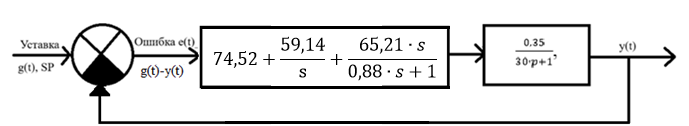 Уставка
g(t), SP
Ошибка e(t)
g(t)-y(t)
74,52 + 59,14/s + 65,21 · s/(0,88 · s + 1)
0.35/(30·p+1),
y(t)